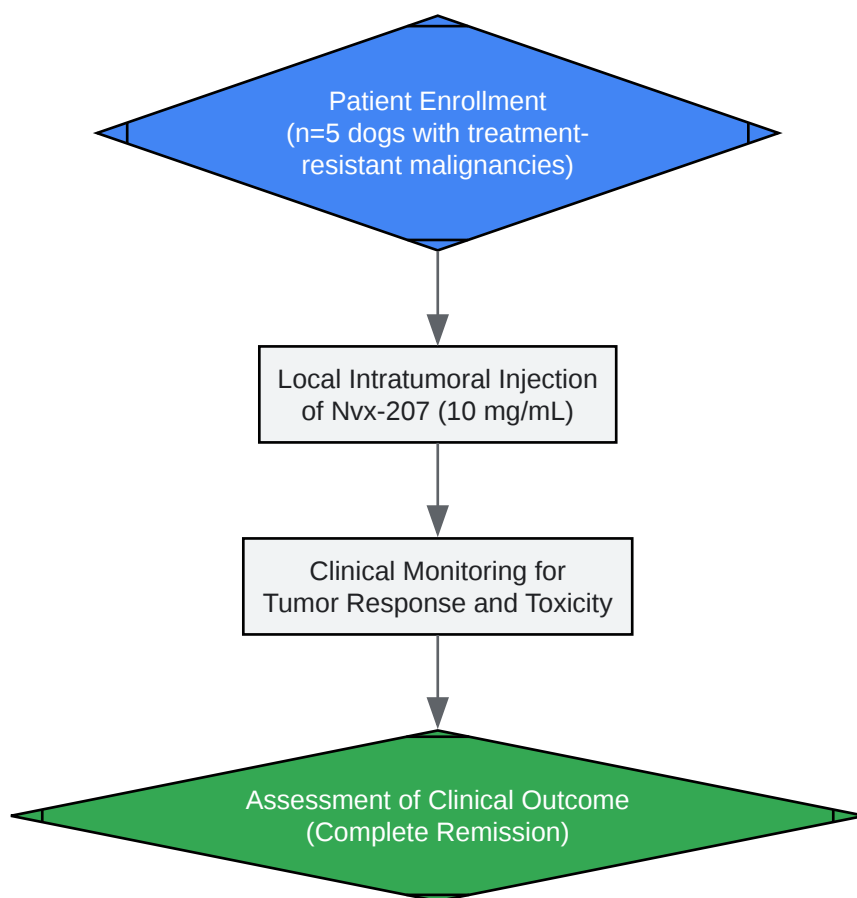 Patient Enrollment
(n=5 dogs with treatment-
resistant malignancies)
Local Intratumoral Injection
of Nvx-207 (10 mg/mL)
Clinical Monitoring for
Tumor Response and Toxicity
Assessment of Clinical Outcome
(Complete Remission)